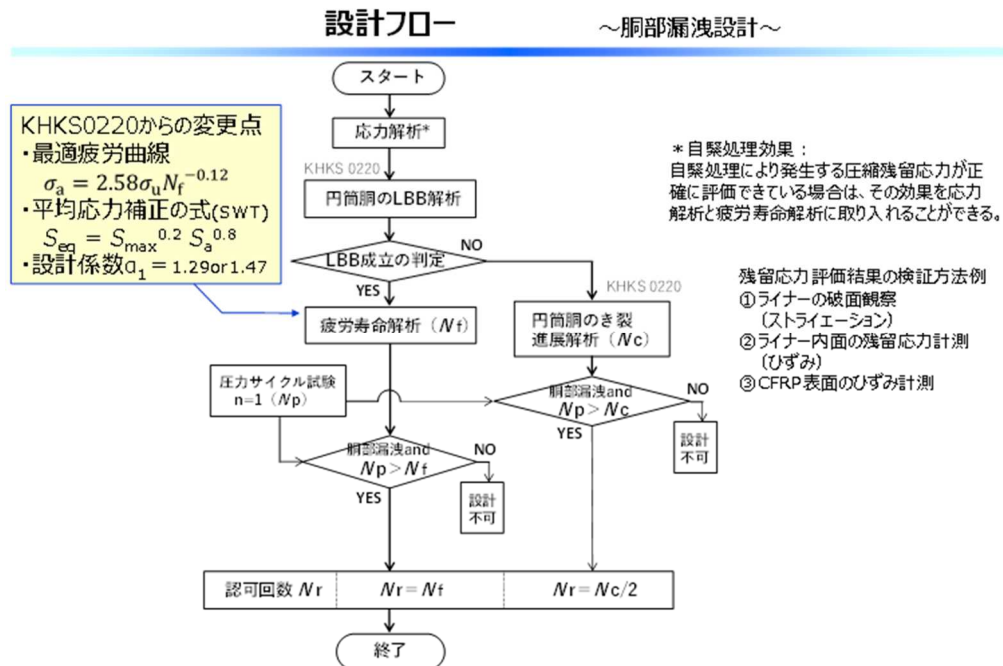 設計フロー ～胴部漏洩設計～
スタート
応力解析*
KHKS 0220
円筒胴のLBB解析
LBB成立の判定
NO
YES
KHKS0220からの変更点
・最適疲労曲線
σa = 2.58σuNf^-0.12
・平均応力補正の式(SWT)
Seq = Smax^0.2 Sa^0.8
・設計係数α1 = 1.29or1.47
疲労寿命解析（Nf）
KHKS 0220
円筒胴のき裂
進展解析（Nc）
圧力サイクル試験
n=1（Np）
胴部漏洩and
Np＞Nc
NO
YES
設計
不可
胴部漏洩and
Np＞Nf
NO
YES
設計
不可
認可回数 Nr Nr＝Nf Nr＝Nc/2
終了
＊自緊処理効果：
自緊処理により発生する圧縮残留応力が正
確に評価できている場合は、その効果を応力
解析と疲労寿命解析に取り入れることができる。
残留応力評価結果の検証方法例
①ライナーの破面観察
（ストライエーション）
②ライナー内面の残留応力計測
（ひずみ）
③CFRP表面のひずみ計測